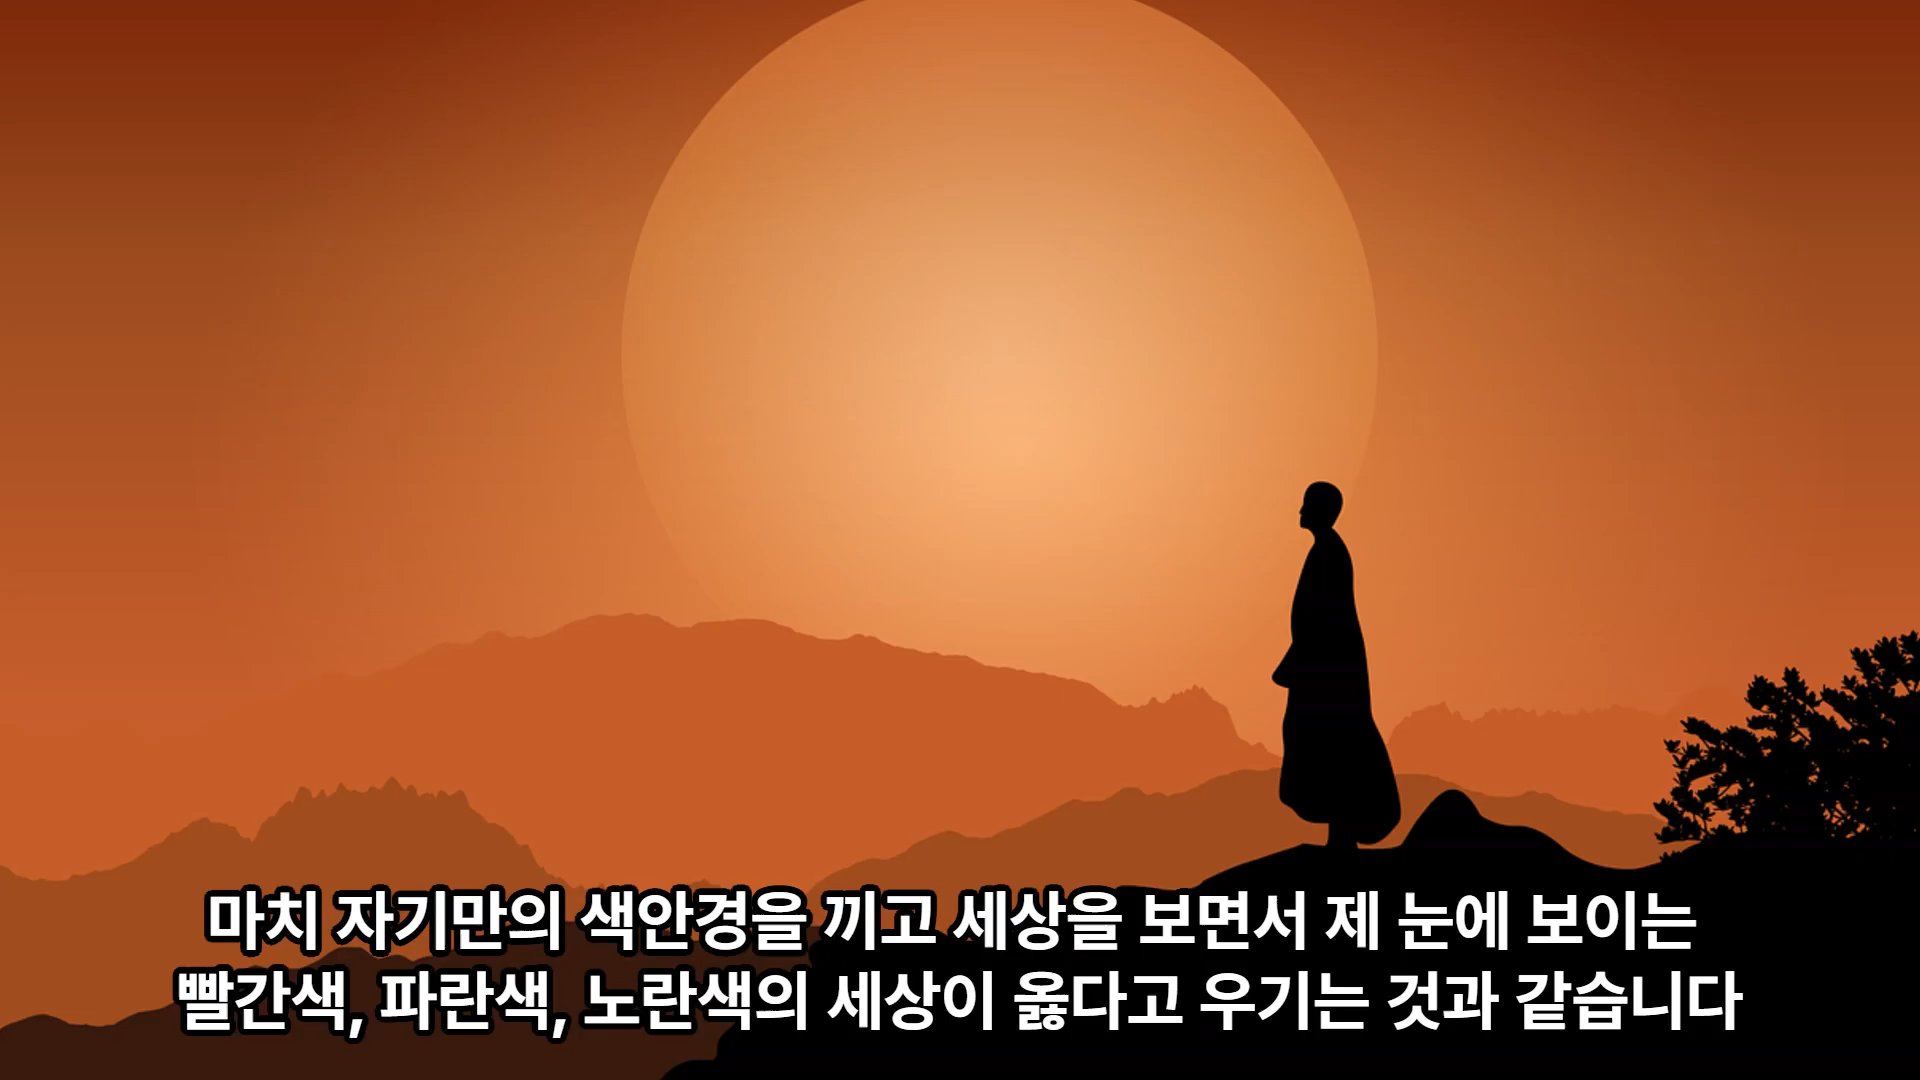 마치 자기만의 색안경을 끼고 세상을 보면서 제 눈에 보이는
빨간색, 파란색, 노란색의 세상이 옳다고 우기는 것과 같습니다